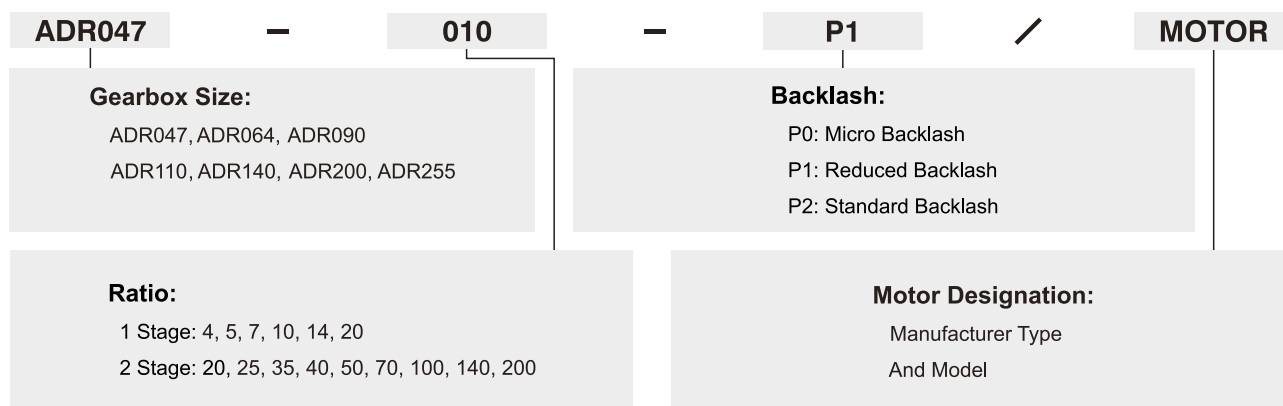 ADR047 – 010 – P1 / MOTOR
Gearbox Size:
ADR047, ADR064, ADR090
ADR110, ADR140, ADR200, ADR255
Backlash:
P0: Micro Backlash
P1: Reduced Backlash
P2: Standard Backlash
Ratio:
1 Stage: 4, 5, 7, 10, 14, 20
2 Stage: 20, 25, 35, 40, 50, 70, 100, 140, 200
Motor Designation:
Manufacturer Type
And Model